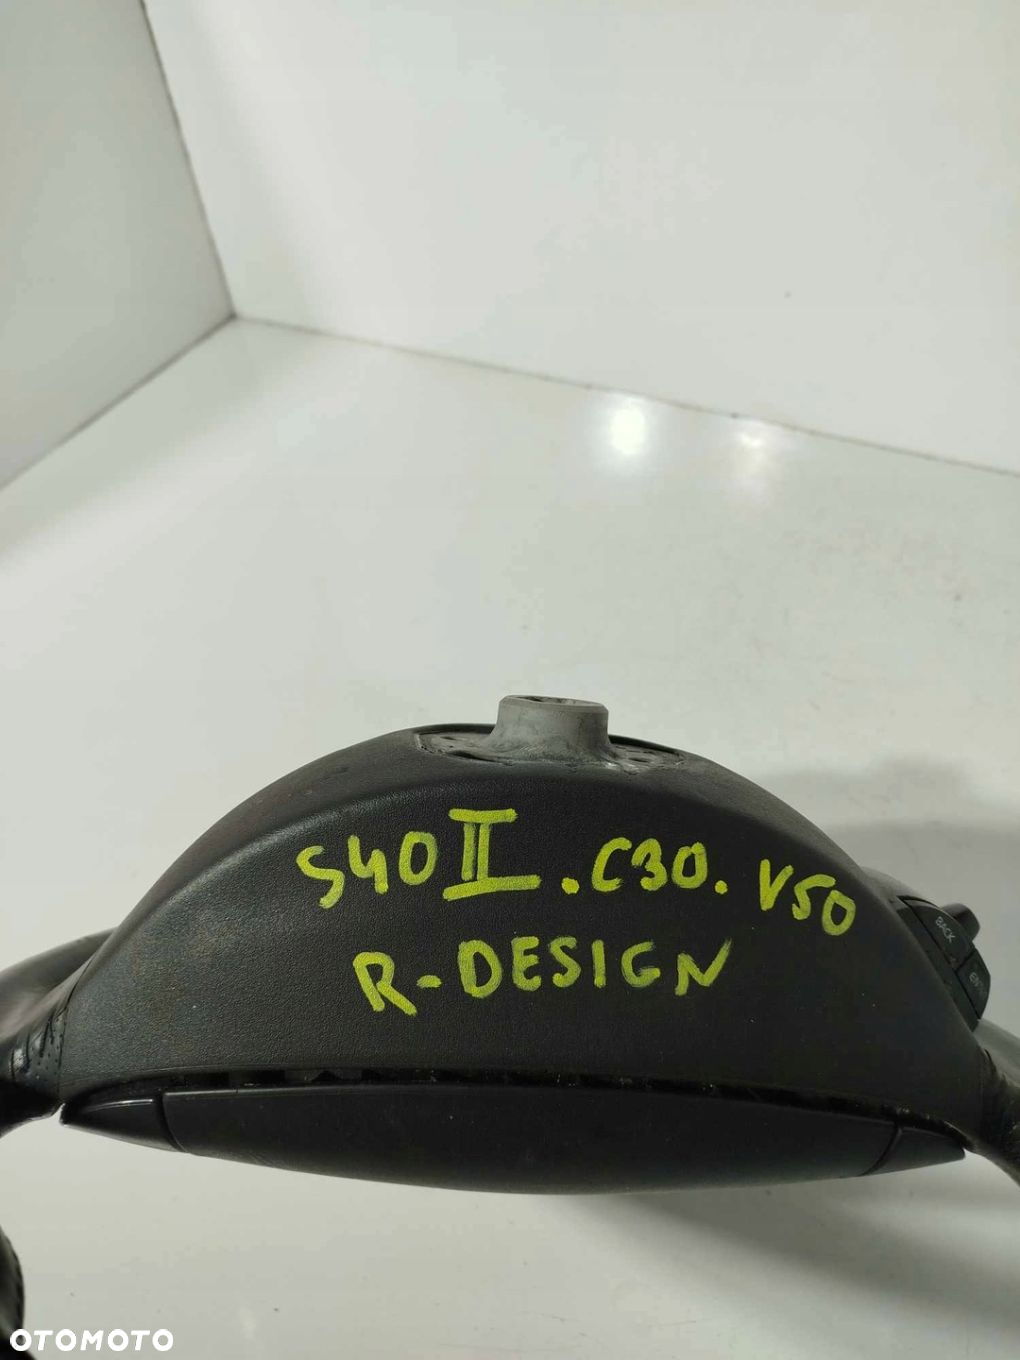 S40 II . C30. V50
R-DESIGN
BACK
OTOMOTO